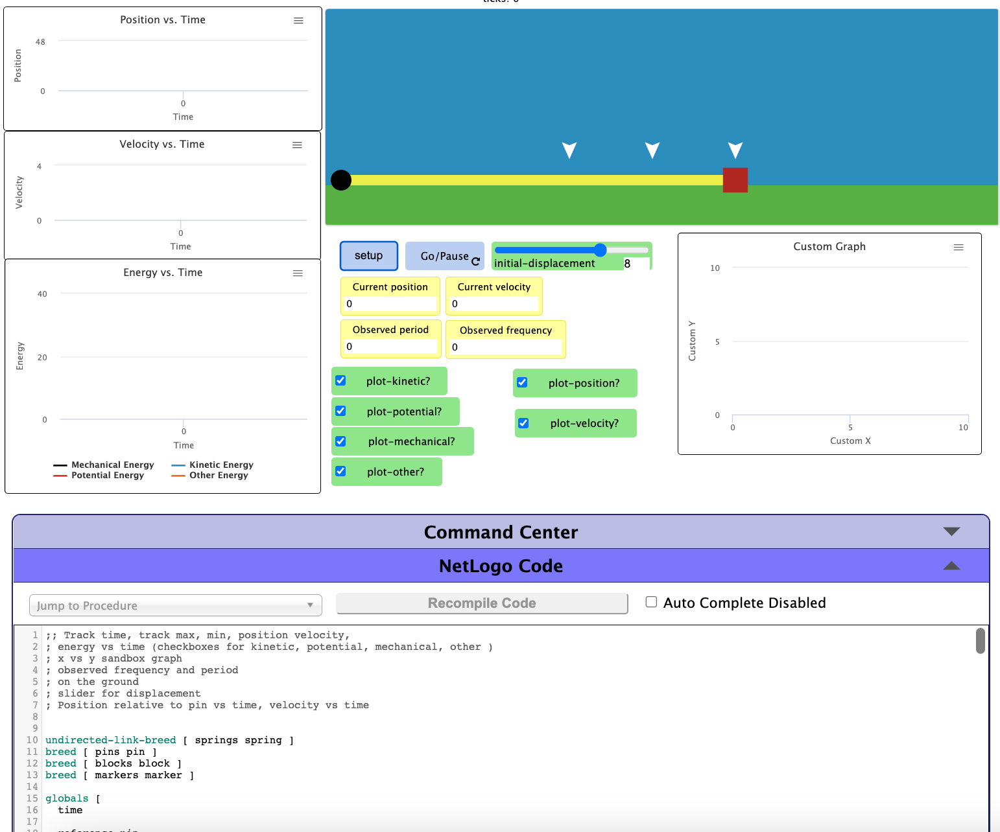 ticks: 0
Position vs. Time
48
Position
0
0
Time
Velocity vs. Time
4
Velocity
0
0
Time
Energy vs. Time
40
Energy
20
0
0
Time
Mechanical Energy
Kinetic Energy
Potential Energy
Other Energy
setup
Go/Pause
initial-displacement
8
Current position
0
Current velocity
0
Observed period
0
Observed frequency
0
plot-kinetic?
plot-potential?
plot-mechanical?
plot-other?
plot-position?
plot-velocity?
Custom Graph
10
Custom Y
5
0
0
5
10
Custom X
Command Center
NetLogo Code
Jump to Procedure
Recompile Code
Auto Complete Disabled
1 ;; Track time, track max, min, position velocity,
2 ; energy vs time (checkboxes for kinetic, potential, mechanical, other )
3 ; x vs y sandbox graph
4 ; observed frequency and period
5 ; on the ground
6 ; slider for displacement
7 ; Position relative to pin vs time, velocity vs time
8
9
10 undirected-link-breed [ springs spring ]
11 breed [ pins pin ]
12 breed [ blocks block ]
13 breed [ markers marker ]
14
15 globals [
16 time
17